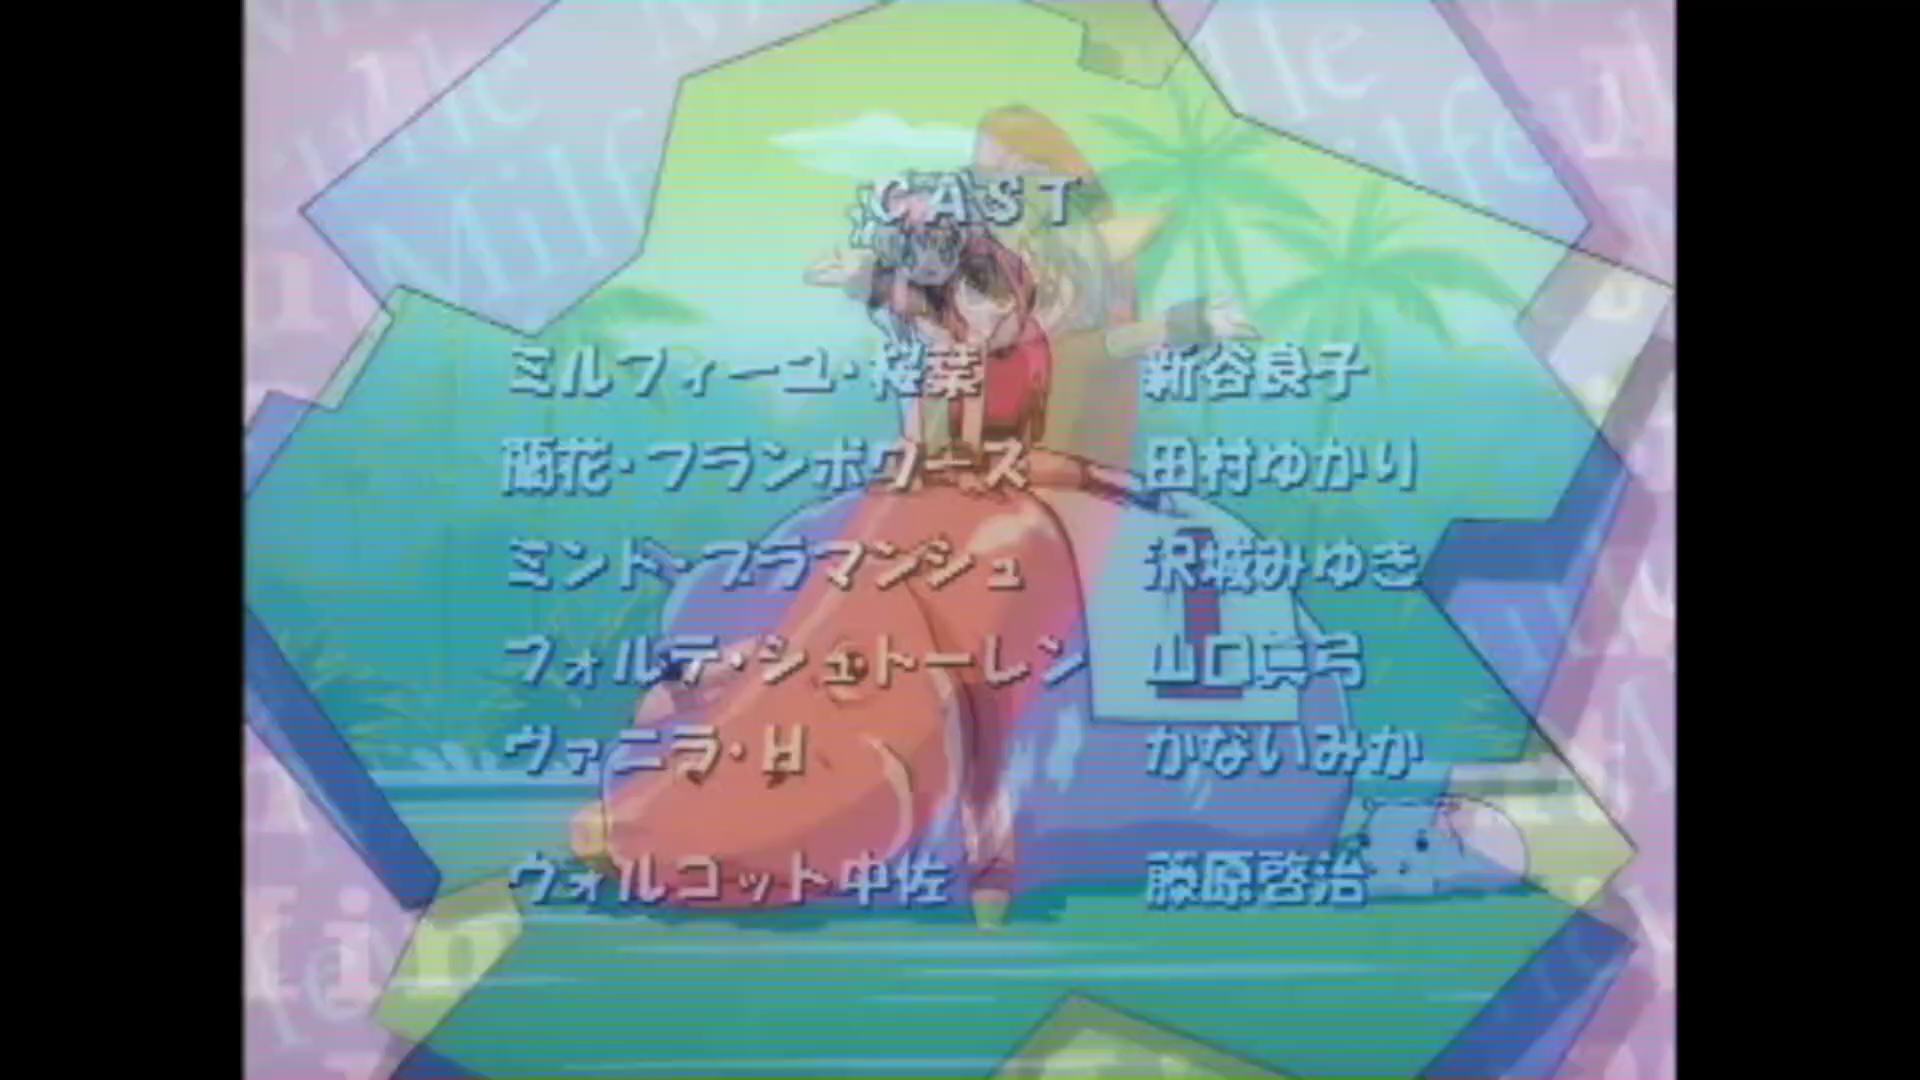 CAST
ミルフィーユ・桜葉 新谷良子
蘭花・フランボワーズ 田村ゆかり
ミント・ブラマンシュ 沢城みゆき
フォルテ・シュトーレン 山口眞弓
ヴァニラ・H かないみか
ウォルコット中佐 藤原啓治